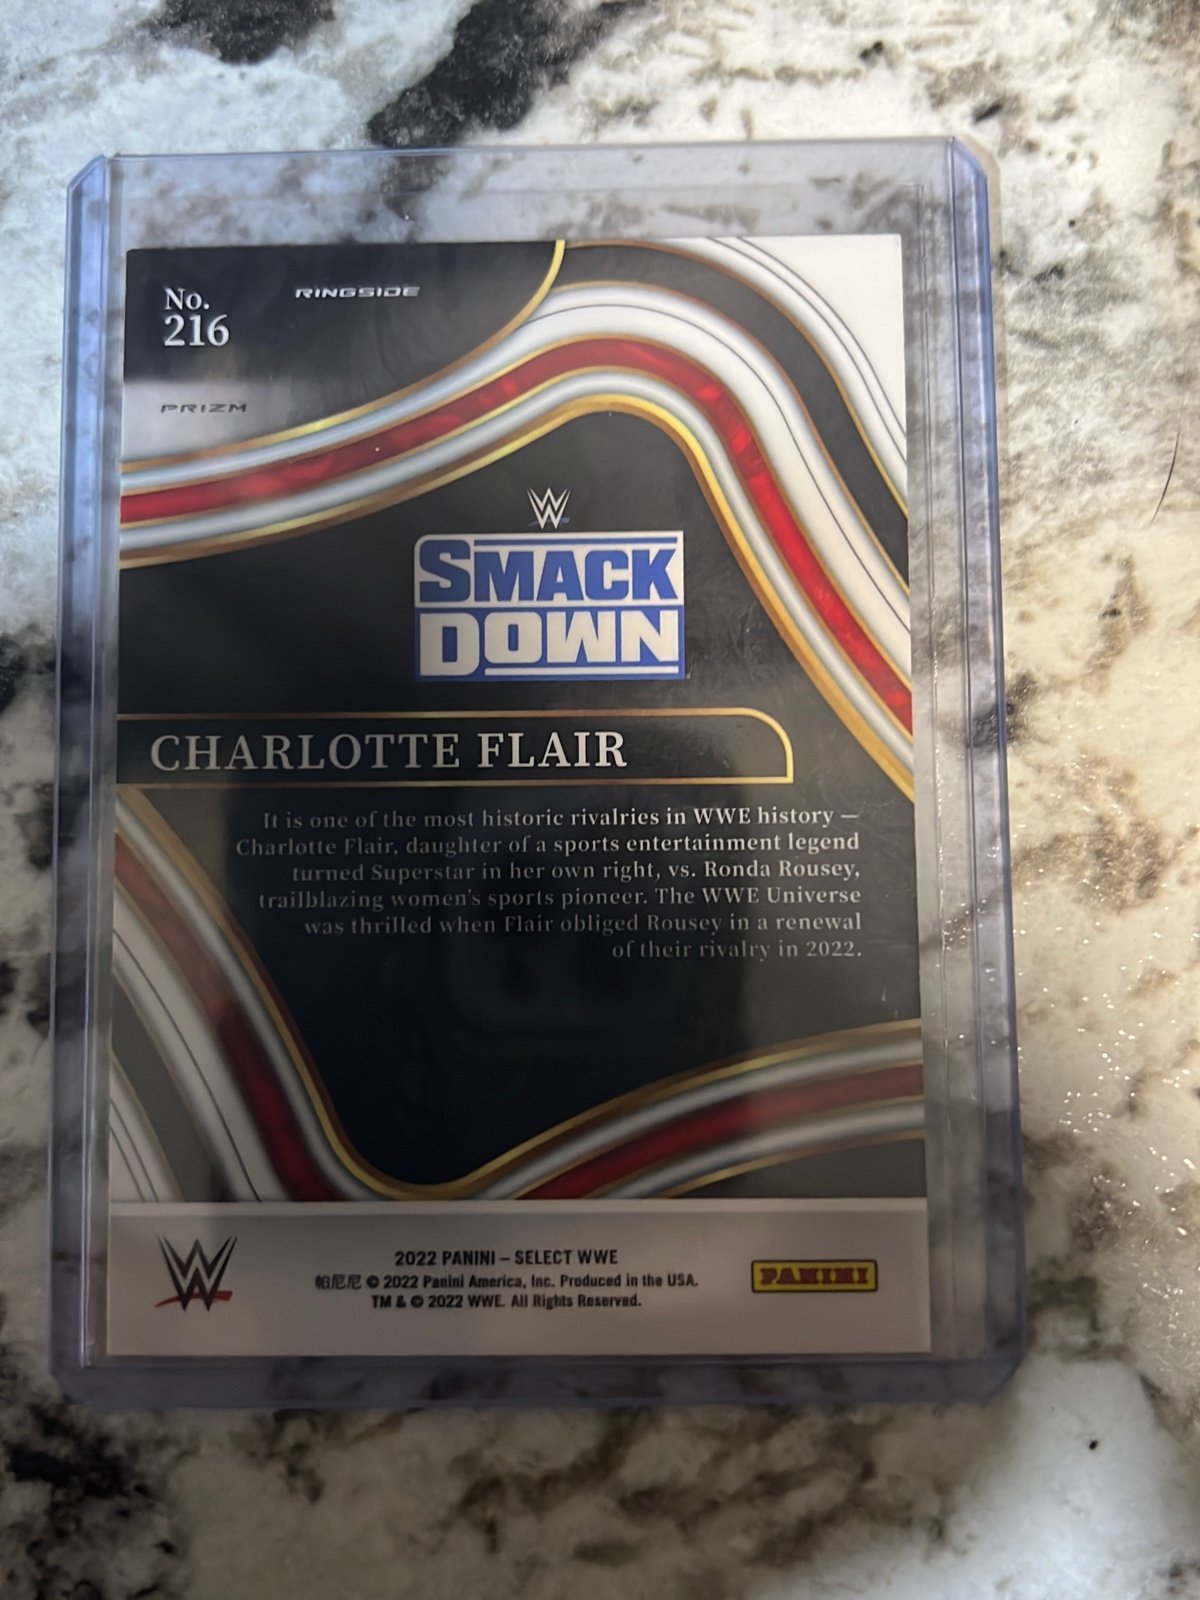 No.
216
RINGSIDE
PRIZM
W
SMACK
DOWN
CHARLOTTE FLAIR
It is one of the most historic rivalries in WWE history —
Charlotte Flair, daughter of a sports entertainment legend
turned Superstar in her own right, vs. Ronda Rousey,
trailblazing women's sports pioneer. The WWE Universe
was thrilled when Flair obliged Rousey in a renewal
of their rivalry in 2022.
W
2022 PANINI – SELECT WWE
帕尼尼 © 2022 Panini America, Inc. Produced in the USA.
TM & © 2022 WWE. All Rights Reserved.
PANINI